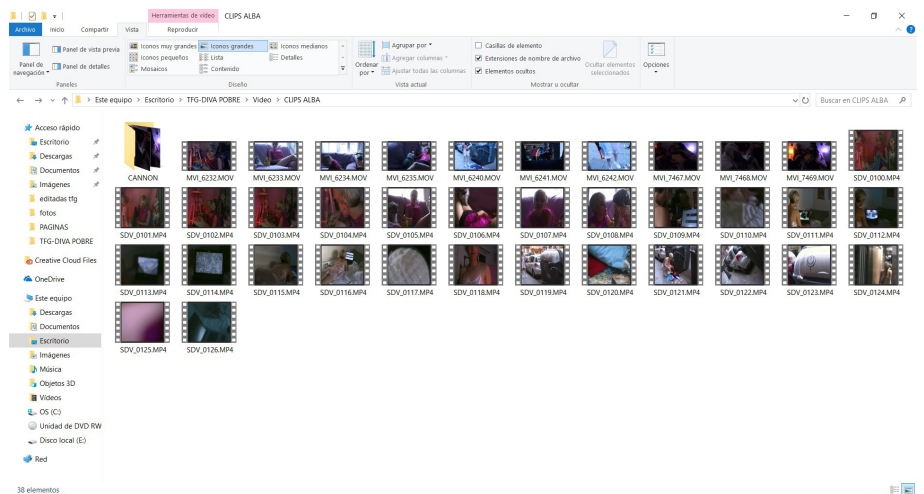 Herramientas de vídeo CLIPS ALBA
Archivo Inicio Compartir Vista Reproducir
Panel de navegación
Panel de vista previa
Panel de detalles
Paneles
Iconos muy grandes Iconos grandes Iconos medianos
Iconos pequeños Lista Detalles
Mosaicos Contenido
Diseño
Ordenar por
Agrupar por
Agregar columnas
Ajustar todas las columnas
Vista actual
Casillas de elemento
Extensiones de nombre de archivo
Elementos ocultos
Ocultar elementos seleccionados
Mostrar u ocultar
Opciones
Este equipo > Escritorio > TFG-DIVA POBRE > Video > CLIPS ALBA
Buscar en CLIPS ALBA
Acceso rápido
Escritorio
Descargas
Documentos
Imágenes
editadas tfg
fotos
PAGINAS
TFG-DIVA POBRE
Creative Cloud Files
OneDrive
Este equipo
Descargas
Documentos
Escritorio
Imágenes
Música
Objetos 3D
Vídeos
OS (C:)
Unidad de DVD RW
Disco local (E:)
Red
CANNON MVI_6232.MOV MVI_6233.MOV MVI_6234.MOV MVI_6235.MOV MVI_6240.MOV MVI_6241.MOV MVI_6242.MOV MVI_7467.MOV MVI_7468.MOV MVI_7469.MOV SDV_0100.MP4
SDV_0101.MP4 SDV_0102.MP4 SDV_0103.MP4 SDV_0104.MP4 SDV_0105.MP4 SDV_0106.MP4 SDV_0107.MP4 SDV_0108.MP4 SDV_0109.MP4 SDV_0110.MP4 SDV_0111.MP4 SDV_0112.MP4
SDV_0113.MP4 SDV_0114.MP4 SDV_0115.MP4 SDV_0116.MP4 SDV_0117.MP4 SDV_0118.MP4 SDV_0119.MP4 SDV_0120.MP4 SDV_0121.MP4 SDV_0122.MP4 SDV_0123.MP4 SDV_0124.MP4
SDV_0125.MP4 SDV_0126.MP4
38 elementos